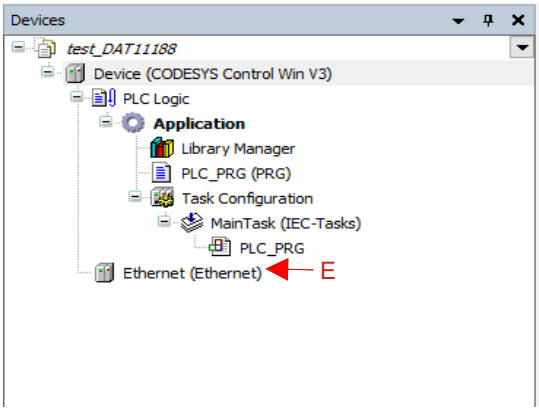 Devices
test_DAT11188
Device (CODESYS Control Win V3)
PLC Logic
Application
Library Manager
PLC_PRG (PRG)
Task Configuration
MainTask (IEC-Tasks)
PLC_PRG
Ethernet (Ethernet) E